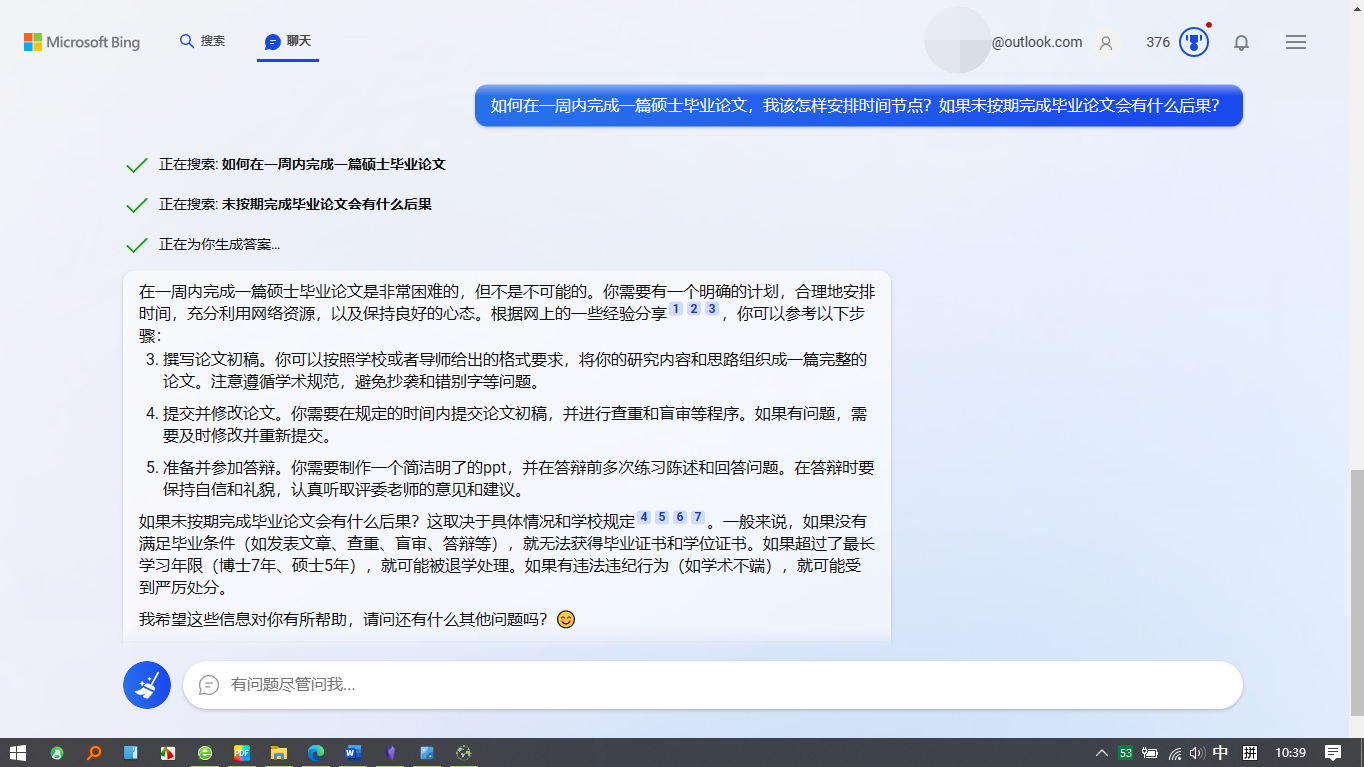 Microsoft Bing
搜索
聊天
@outlook.com
376
如何在一周内完成一篇硕士毕业论文，我该怎样安排时间节点？如果未按期完成毕业论文会有什么后果？
正在搜索: 如何在一周内完成一篇硕士毕业论文
正在搜索: 未按期完成毕业论文会有什么后果
正在为你生成答案...
在一周内完成一篇硕士毕业论文是非常困难的，但不是不可能的。你需要有一个明确的计划，合理地安排
时间，充分利用网络资源，以及保持良好的心态。根据网上的一些经验分享 1 2 3 ，你可以参考以下步
骤：
3. 撰写论文初稿。你可以按照学校或者导师给出的格式要求，将你的研究内容和思路组织成一篇完整的
论文。注意遵循学术规范，避免抄袭和错别字等问题。
4. 提交并修改论文。你需要在规定的时间内提交论文初稿，并进行查重和盲审等程序。如果有问题，需
要及时修改并重新提交。
5. 准备并参加答辩。你需要制作一个简洁明了的ppt，并在答辩前多次练习陈述和回答问题。在答辩时要
保持自信和礼貌，认真听取评委老师的意见和建议。
如果未按期完成毕业论文会有什么后果？这取决于具体情况和学校规定 4 5 6 7 。一般来说，如果没有
满足毕业条件（如发表文章、查重、盲审、答辩等），就无法获得毕业证书和学位证书。如果超过了最长
学习年限（博士7年、硕士5年），就可能被退学处理。如果有违法违纪行为（如学术不端），就可能受
到严厉处分。
我希望这些信息对你有所帮助，请问还有什么其他问题吗？😊
有问题尽管问我...
PDF
W
53
中
拼
10:39